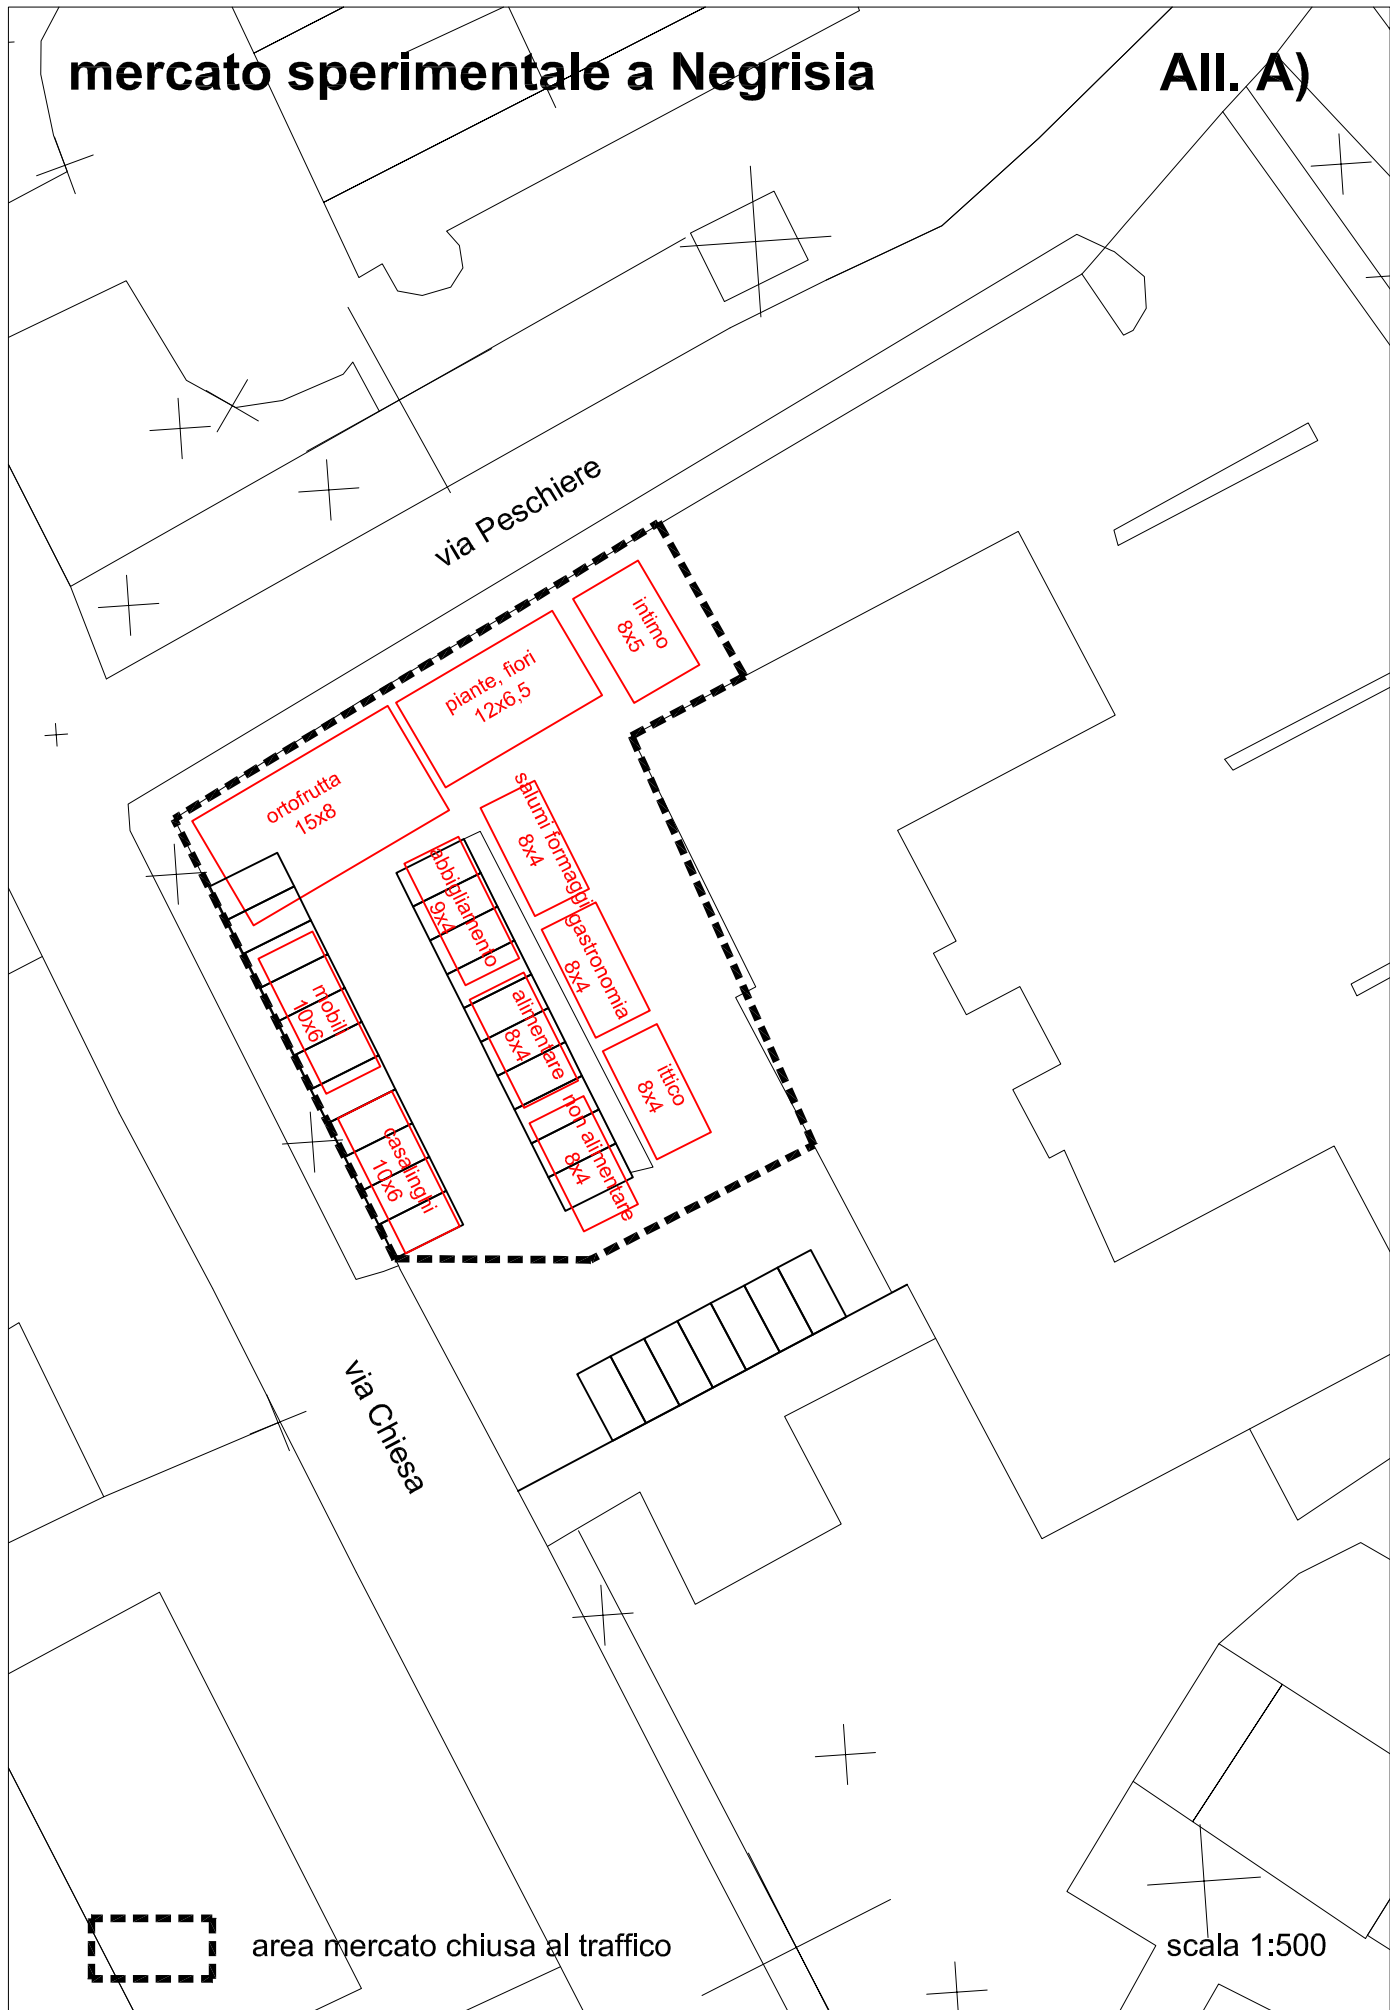 mercato sperimentale a Negrisia
All. A)
via Peschiere
intimo
8x5
piante, fiori
12x6,5
ortofrutta
15x8
salumi formaggi
8x4
abbigliamento
9x4
gastronomia
8x4
mobili
10x6
alimentare
8x4
ittico
8x4
casalinghi
10x6
non alimentare
8x4
via Chiesa
area mercato chiusa al traffico
scala 1:500